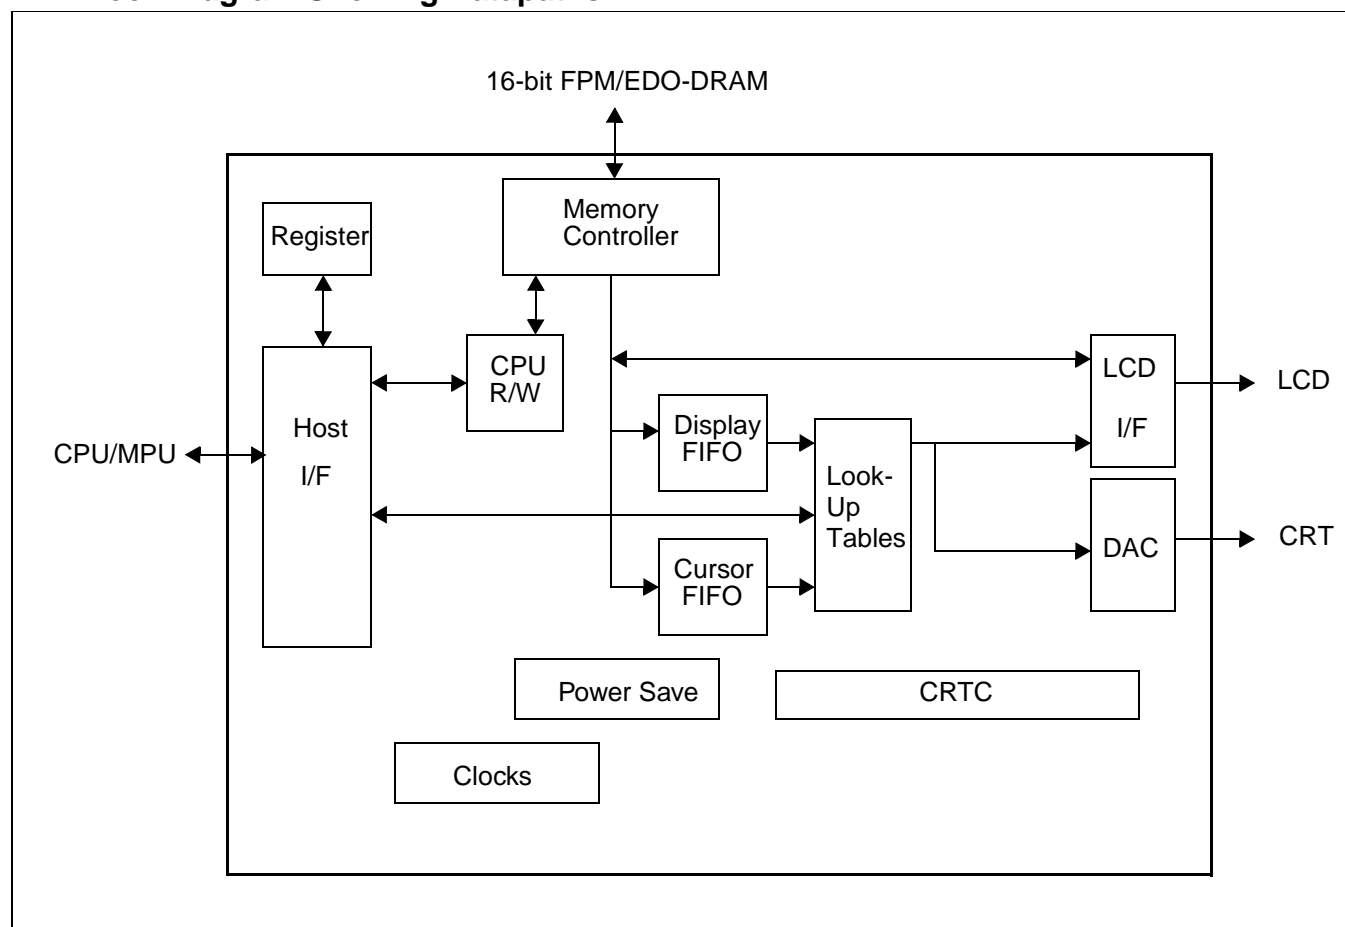 16-bit FPM/EDO-DRAM
Memory
Controller
Register
CPU
R/W
LCD
I/F
LCD
Host
I/F
CPU/MPU
Display
FIFO
Look-
Up
Tables
DAC
CRT
Cursor
FIFO
Power Save
CRTC
Clocks